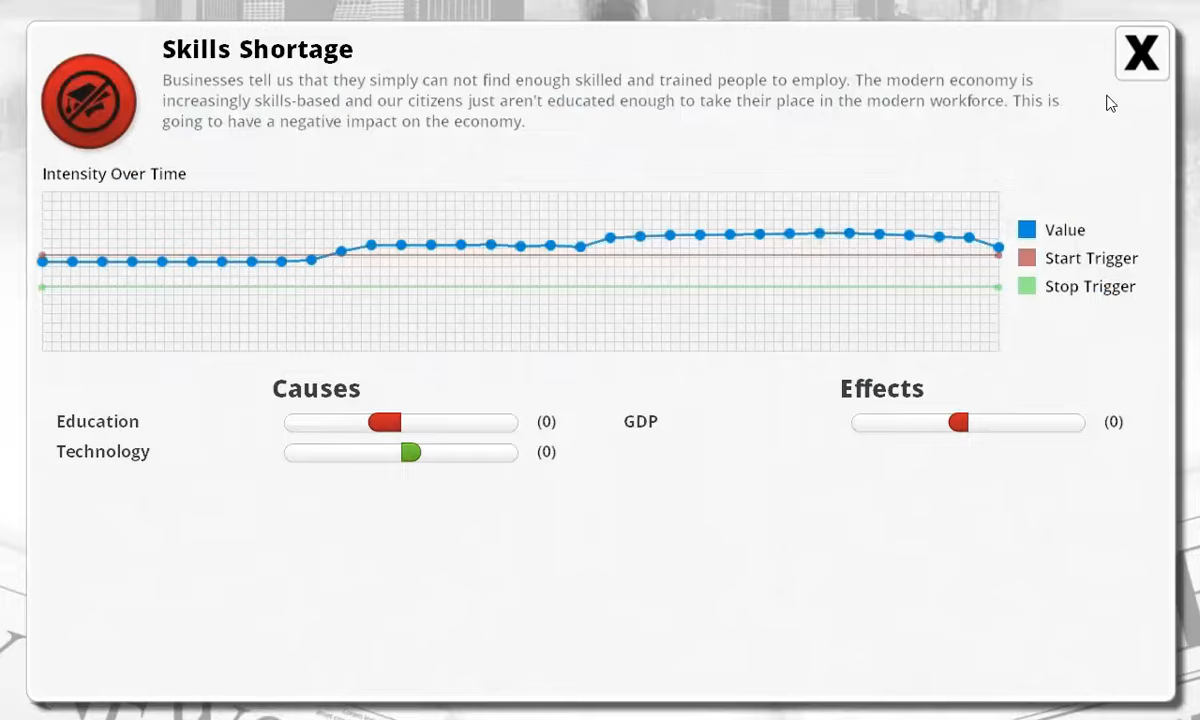 Skills Shortage
X
Businesses tell us that they simply can not find enough skilled and trained people to employ. The modern economy is
increasingly skills-based and our citizens just aren't educated enough to take their place in the modern workforce. This is
going to have a negative impact on the economy.
Intensity Over Time
Value
Start Trigger
Stop Trigger
Causes
Effects
Education (0) GDP (0)
Technology (0)